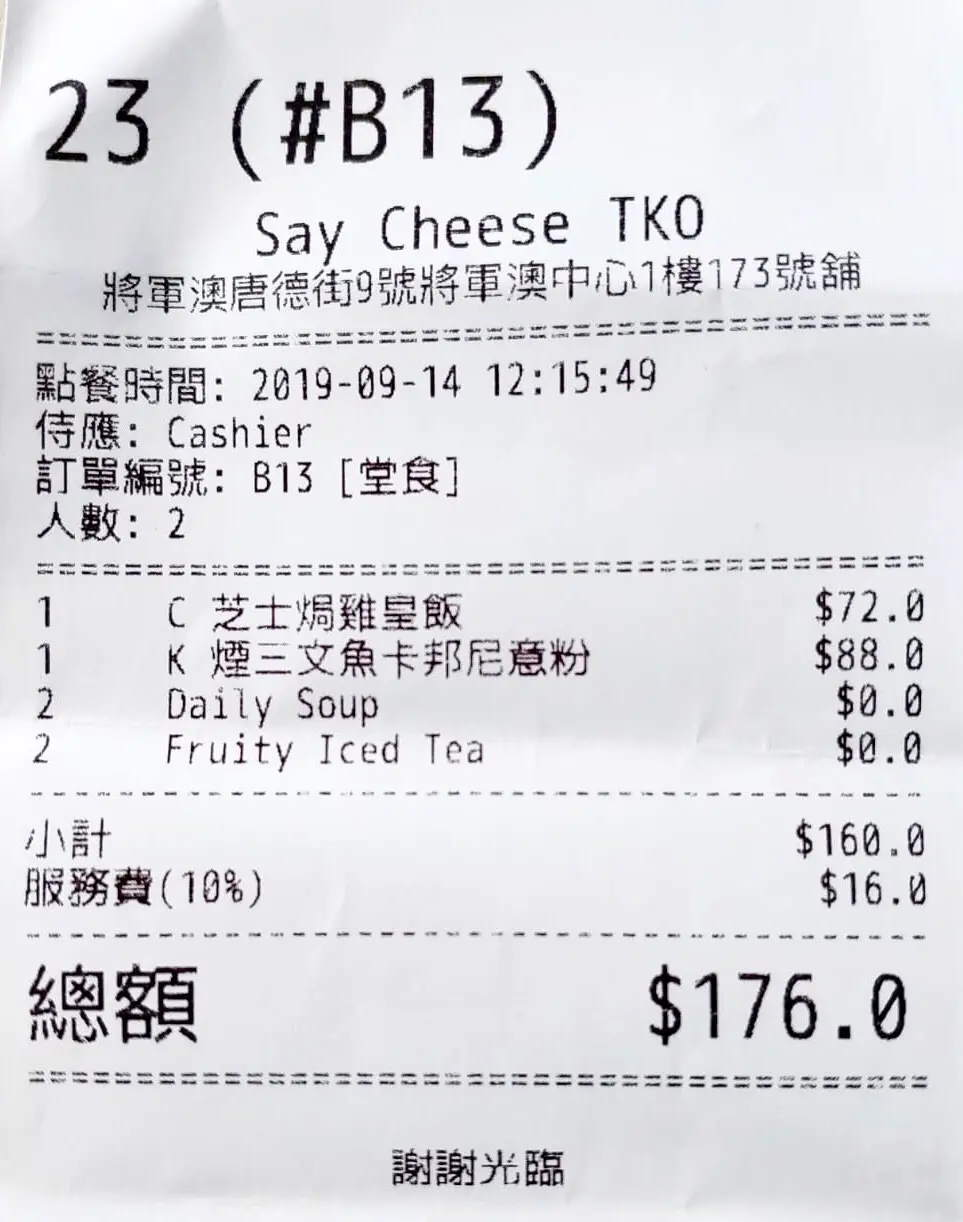 23 (#B13)
Say Cheese TKO
將軍澳唐德街9號將軍澳中心1樓173號舖
點餐時間: 2019-09-14 12:15:49
侍應: Cashier
訂單編號: B13 [堂食]
人數: 2
1 C 芝士焗雞皇飯 $72.0
1 K 煙三文魚卡邦尼意粉 $88.0
2 Daily Soup $0.0
2 Fruity Iced Tea $0.0
小計 $160.0
服務費(10%) $16.0
總額 $176.0
謝謝光臨